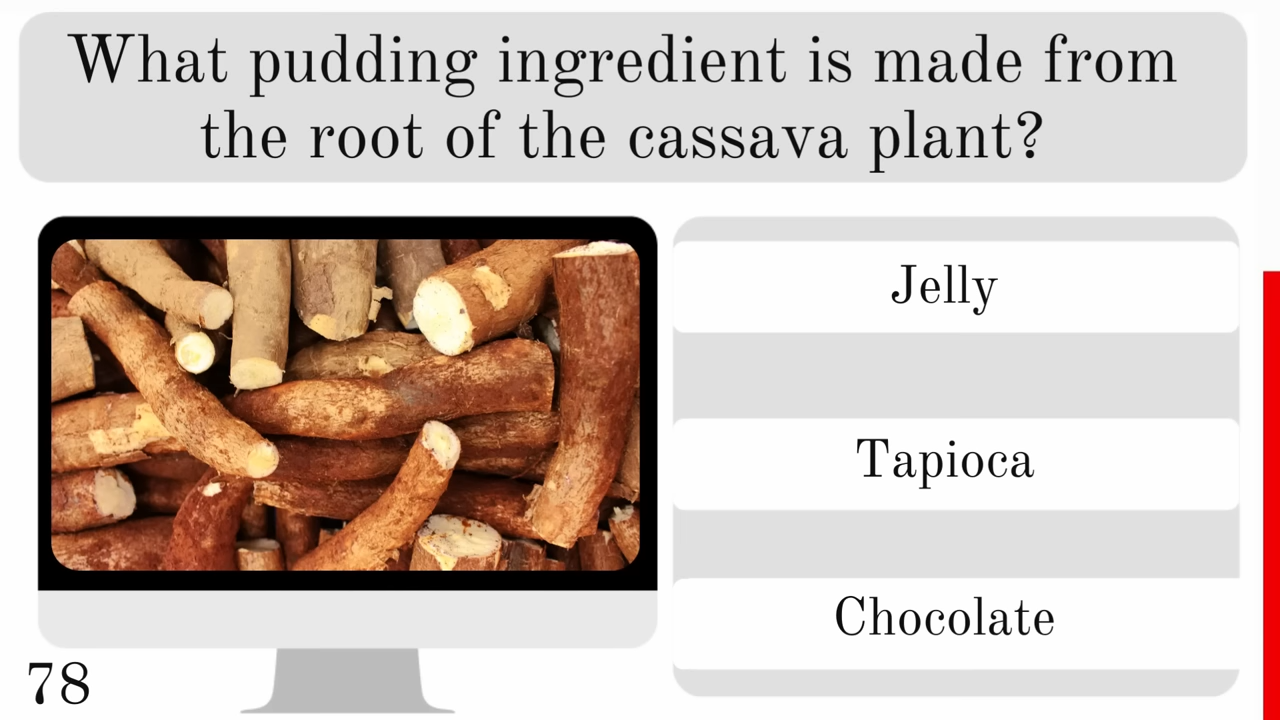 What pudding ingredient is made from
the root of the cassava plant?
Jelly
Tapioca
Chocolate
78